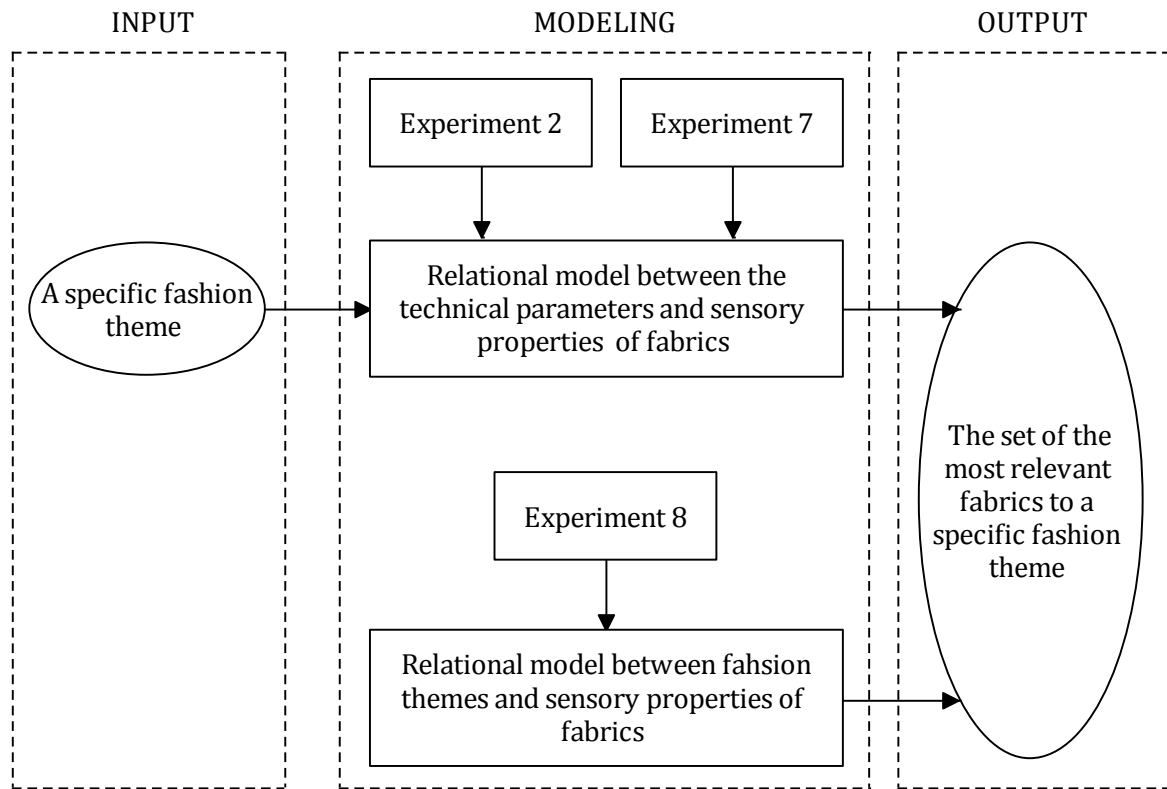 INPUT
MODELING
OUTPUT
Experiment 2
Experiment 7
A specific fashion
theme
Relational model between the
technical parameters and sensory
properties of fabrics
Experiment 8
The set of the
most relevant
fabrics to a
specific fashion
theme
Relational model between fahsion
themes and sensory properties of
fabrics